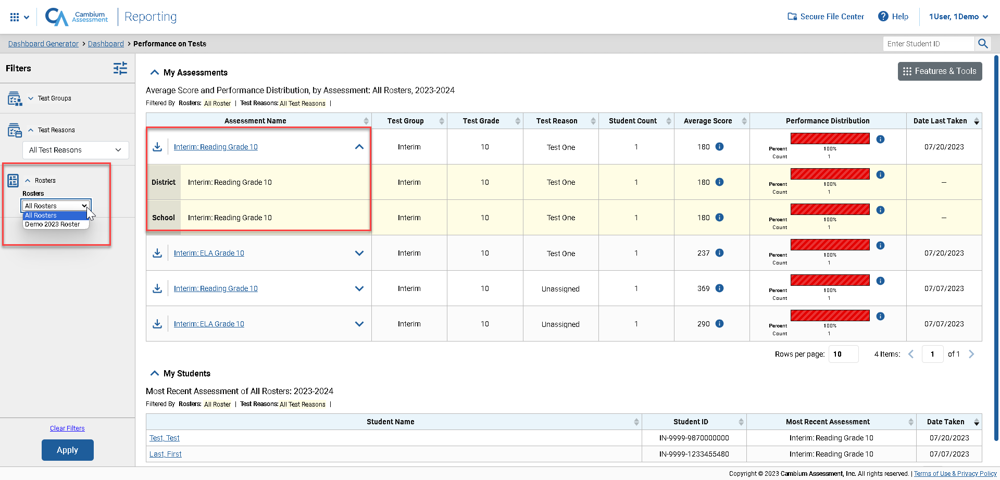 Cambium Assessment Reporting Secure File Center Help 1User, 1Demo
Dashboard Generator > Dashboard > Performance on Tests Enter Student ID
Filters
Test Groups
Test Reasons
All Test Reasons
Rosters
Rosters
All Rosters
All Rosters
Demo 2023 Roster
Clear Filters
Apply
My Assessments
Features & Tools
Average Score and Performance Distribution, by Assessment: All Rosters, 2023-2024
Filtered By Rosters: All Roster | Test Reasons: All Test Reasons |
Assessment Name Test Group Test Grade Test Reason Student Count Average Score Performance Distribution Date Last Taken
Interim: Reading Grade 10 Interim 10 Test One 1 180 Percent 100% Count 1 07/20/2023
District Interim: Reading Grade 10 Interim 10 Test One 1 180 Percent 100% Count 1 —
School Interim: Reading Grade 10 Interim 10 Test One 1 180 Percent 100% Count 1 —
Interim: ELA Grade 10 Interim 10 Test One 1 237 Percent 100% Count 1 07/20/2023
Interim: Reading Grade 10 Interim 10 Unassigned 1 369 Percent 100% Count 1 07/07/2023
Interim: ELA Grade 10 Interim 10 Unassigned 1 290 Percent 100% Count 1 07/07/2023
Rows per page: 10 4 Items: 1 of 1
My Students
Most Recent Assessment of All Rosters: 2023-2024
Filtered By Rosters: All Roster | Test Reasons: All Test Reasons |
Student Name Student ID Most Recent Assessment Date Taken
Test, Test IN-9999-9870000000 Interim: Reading Grade 10 07/20/2023
Last, First IN-9999-1233455480 Interim: Reading Grade 10 07/07/2023
Copyright © 2023 Cambium Assessment, Inc. All rights reserved. | Terms of Use & Privacy Policy